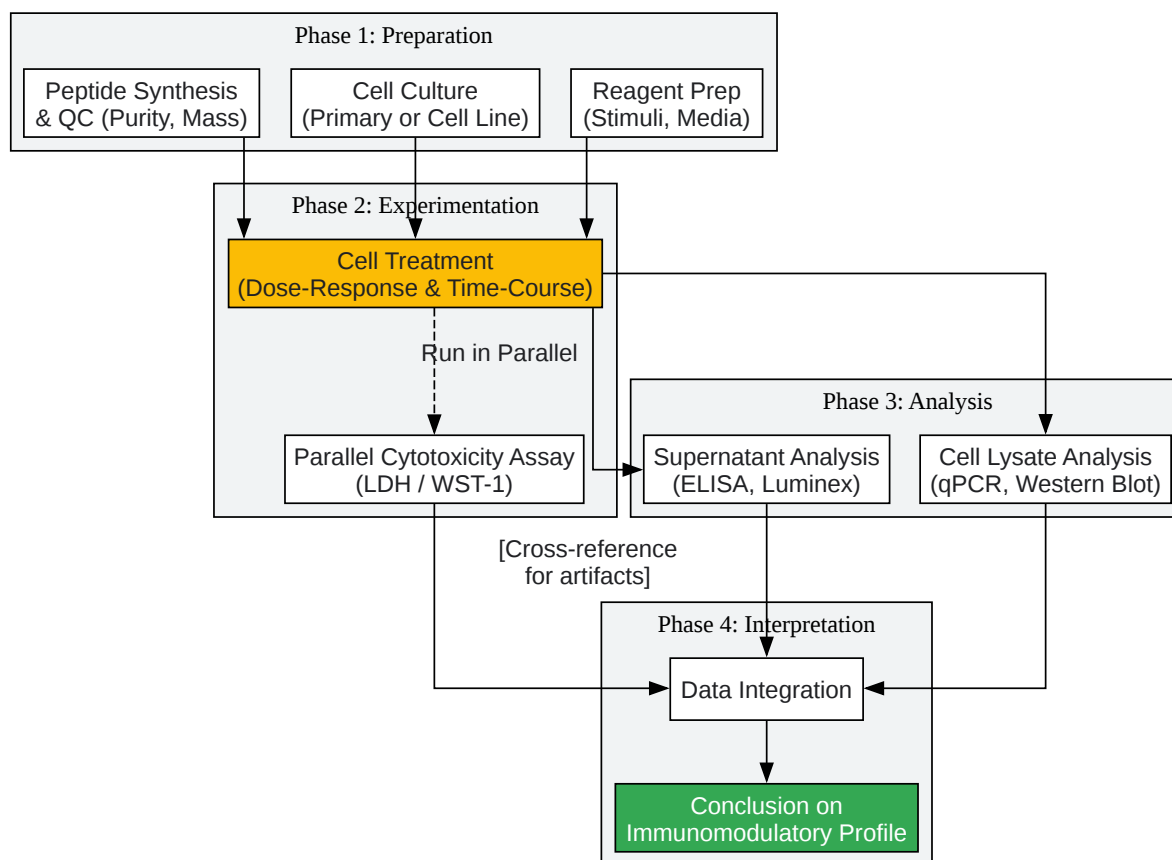 Phase 1: Preparation
Peptide Synthesis
& QC (Purity, Mass)
Cell Culture
(Primary or Cell Line)
Reagent Prep
(Stimuli, Media)
Phase 2: Experimentation
Cell Treatment
(Dose-Response & Time-Course)
Run in Parallel
Parallel Cytotoxicity Assay
(LDH / WST-1)
Phase 3: Analysis
Supernatant Analysis
(ELISA, Luminex)
Cell Lysate Analysis
(qPCR, Western Blot)
[Cross-reference
for artifacts]
Phase 4: Interpretation
Data Integration
Conclusion on
Immunomodulatory Profile